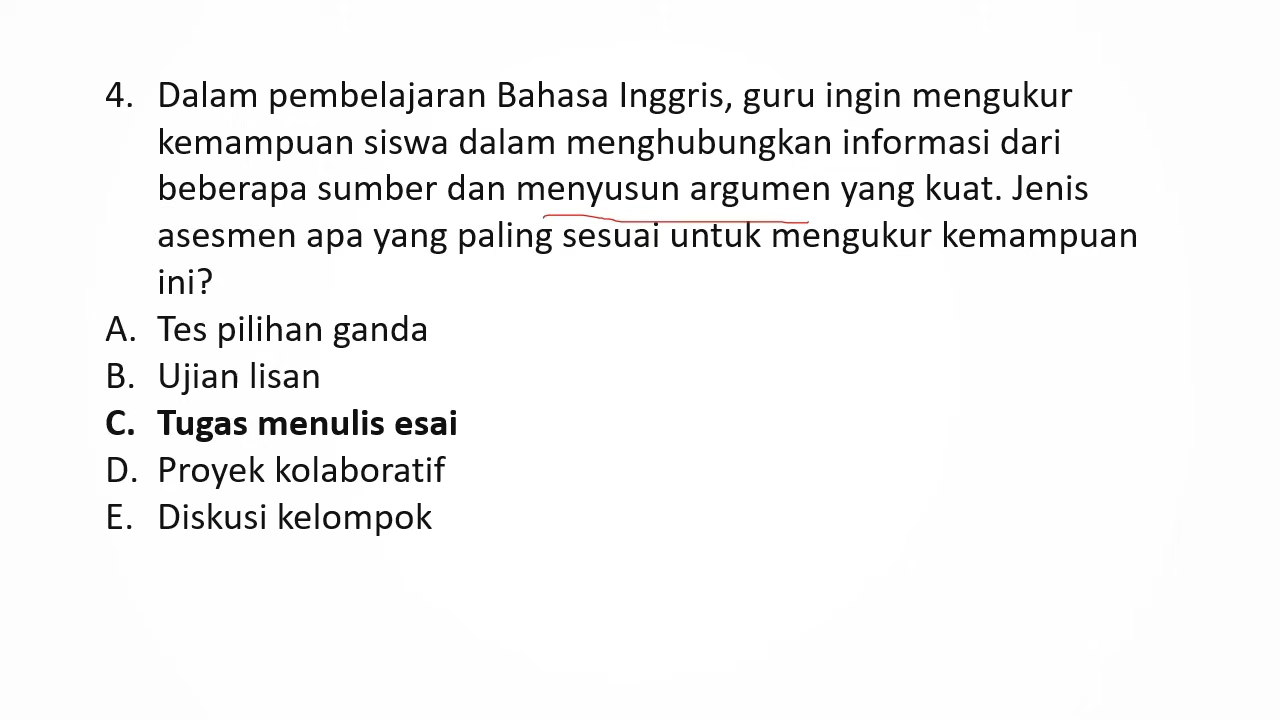 4. Dalam pembelajaran Bahasa Inggris, guru ingin mengukur
kemampuan siswa dalam menghubungkan informasi dari
beberapa sumber dan menyusun argumen yang kuat. Jenis
asesmen apa yang paling sesuai untuk mengukur kemampuan
ini?
A. Tes pilihan ganda
B. Ujian lisan
C. Tugas menulis esai
D. Proyek kolaboratif
E. Diskusi kelompok